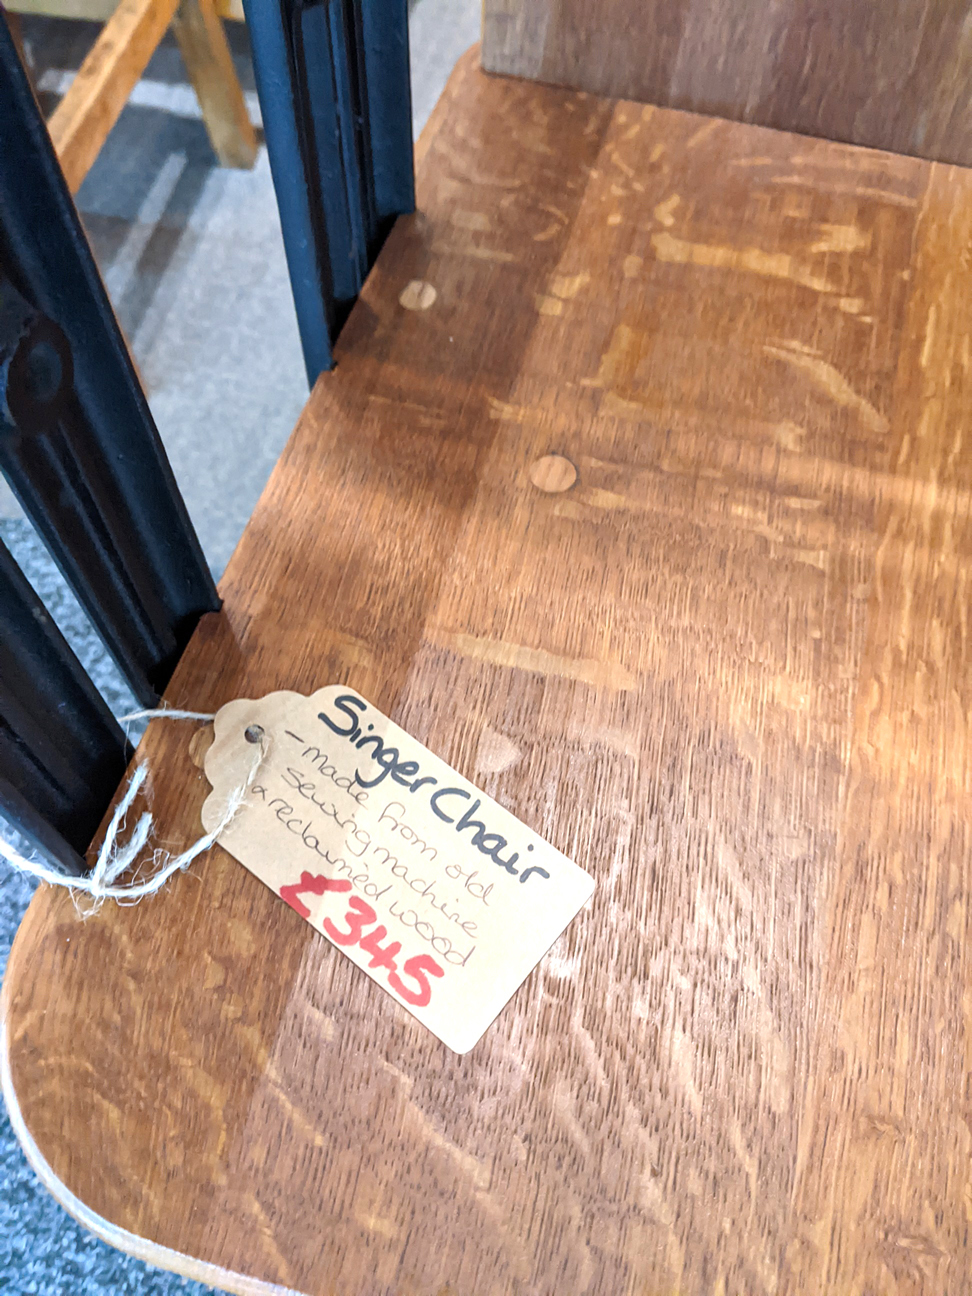 Singer Chair
- made from old
sewing machine
& reclaimed wood
£345